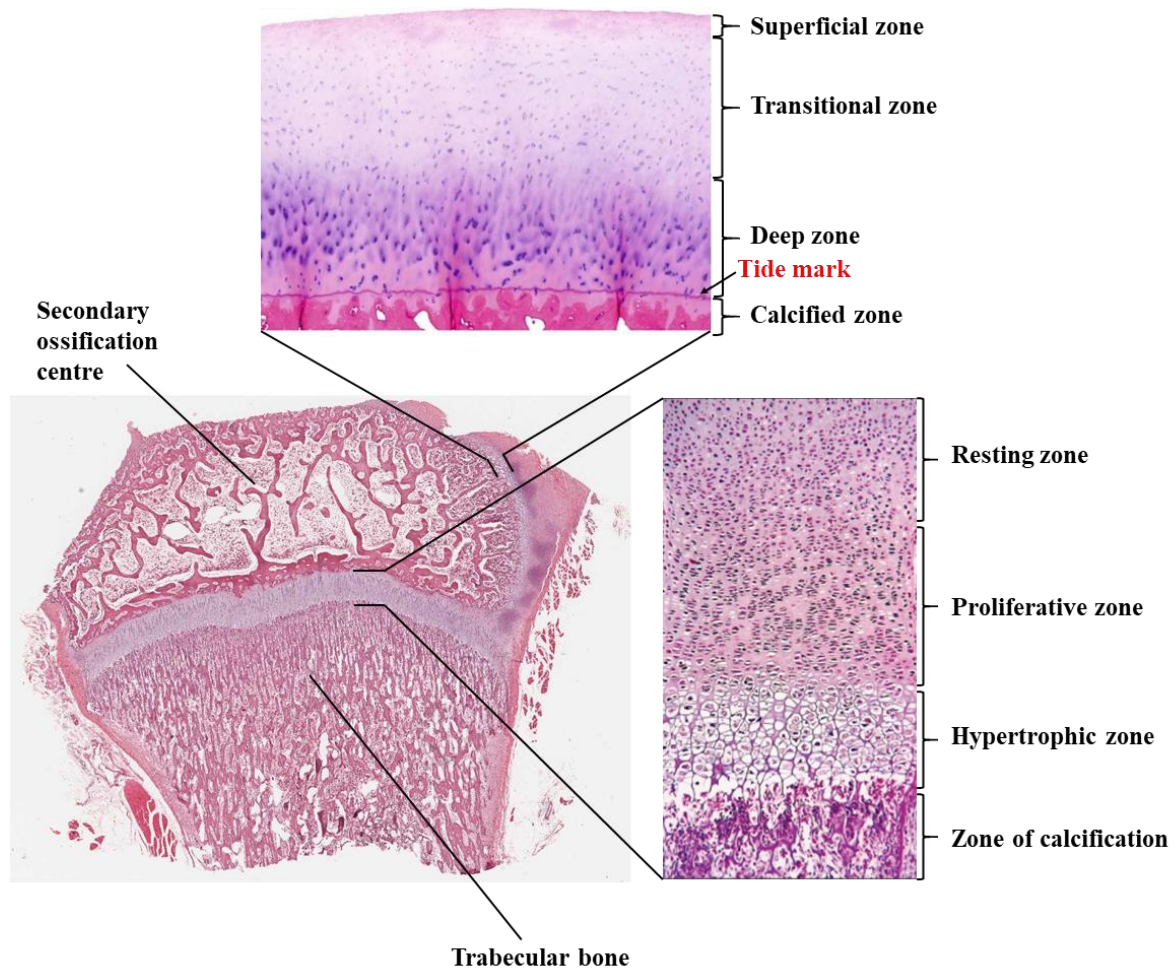 Superficial zone
Transitional zone
Deep zone
Tide mark
Calcified zone
Secondary
ossification
centre
Resting zone
Proliferative zone
Hypertrophic zone
Zone of calcification
Trabecular bone